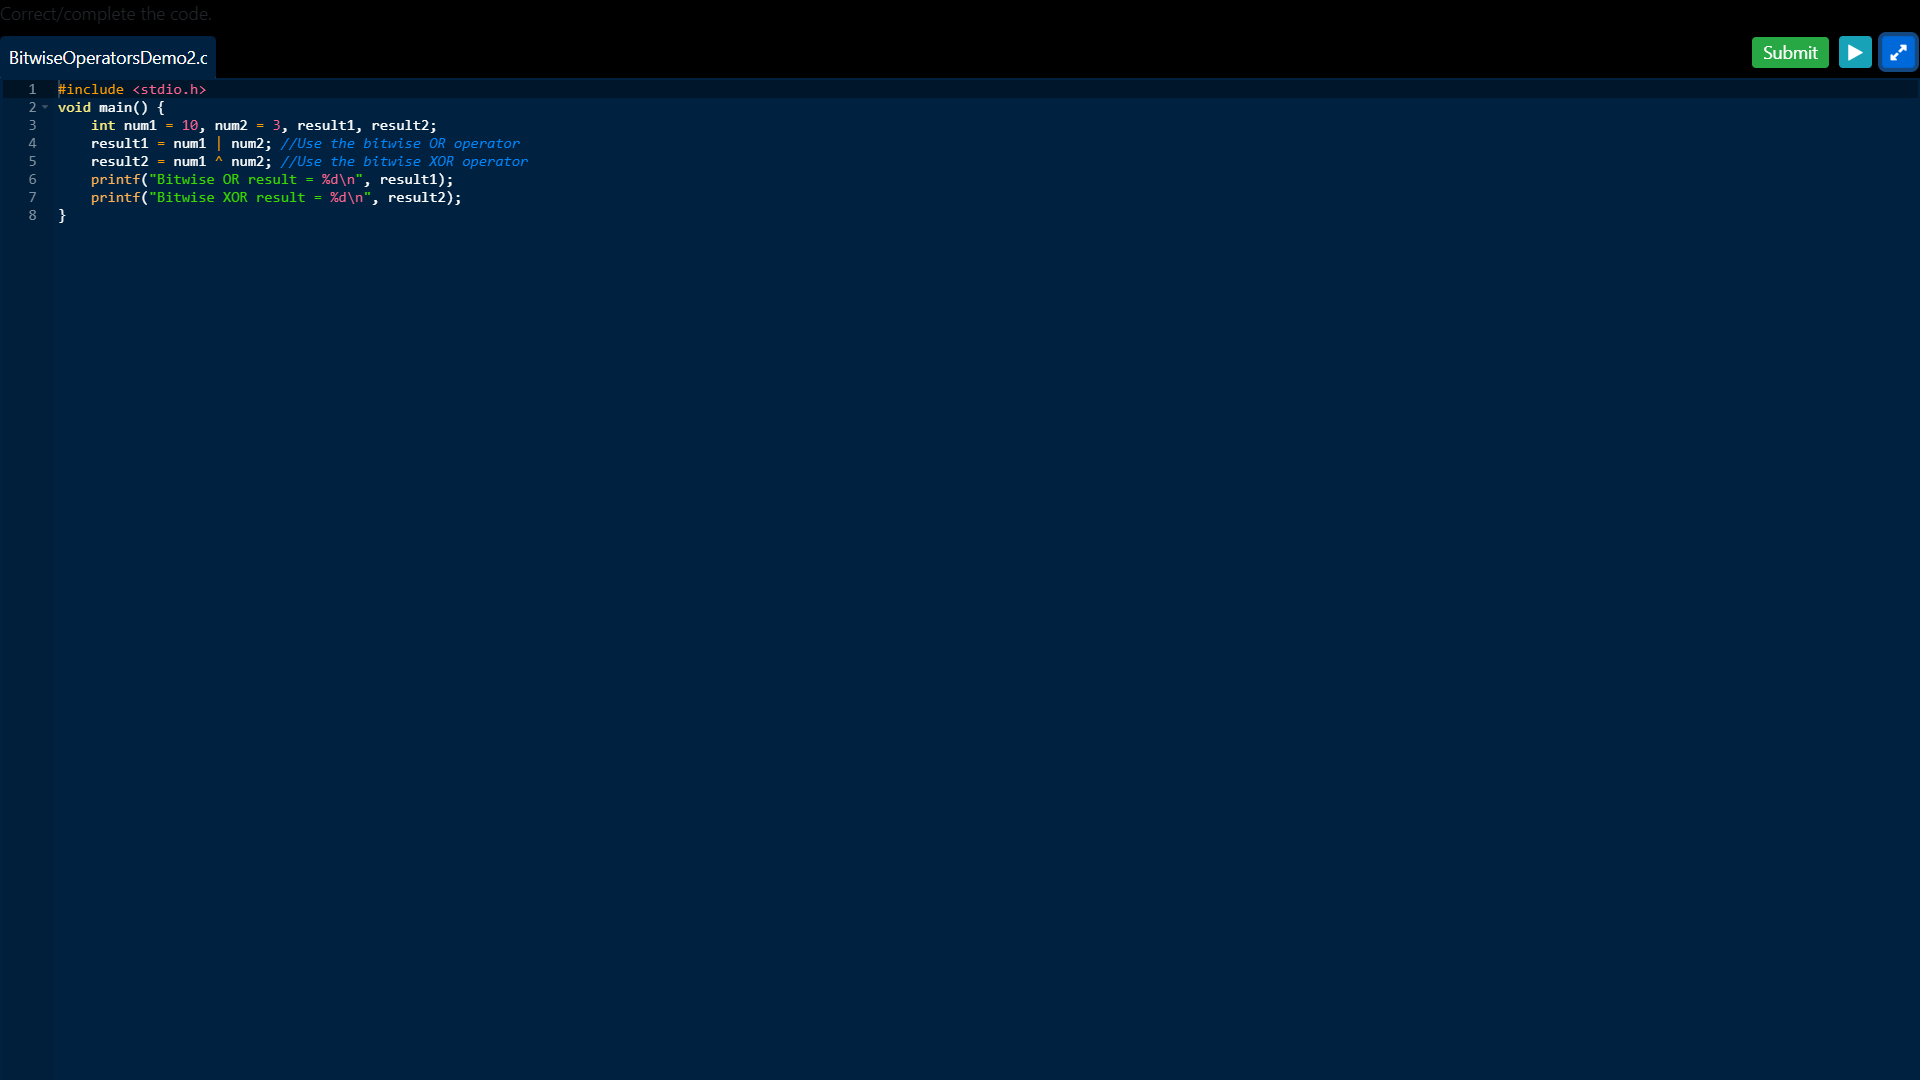 Correct/complete the code.
BitwiseOperatorsDemo2.c
Submit
1 #include <stdio.h>
2 void main() {
3     int num1 = 10, num2 = 3, result1, result2;
4     result1 = num1 | num2; //Use the bitwise OR operator
5     result2 = num1 ^ num2; //Use the bitwise XOR operator
6     printf("Bitwise OR result = %d\n", result1);
7     printf("Bitwise XOR result = %d\n", result2);
8 }